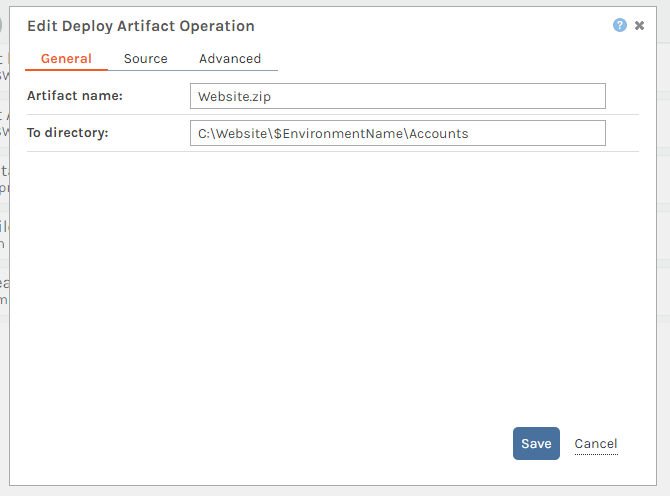 Edit Deploy Artifact Operation ? ×
General Source Advanced
Artifact name: Website.zip
To directory: C:\Website\$EnvironmentName\Accounts
Save Cancel